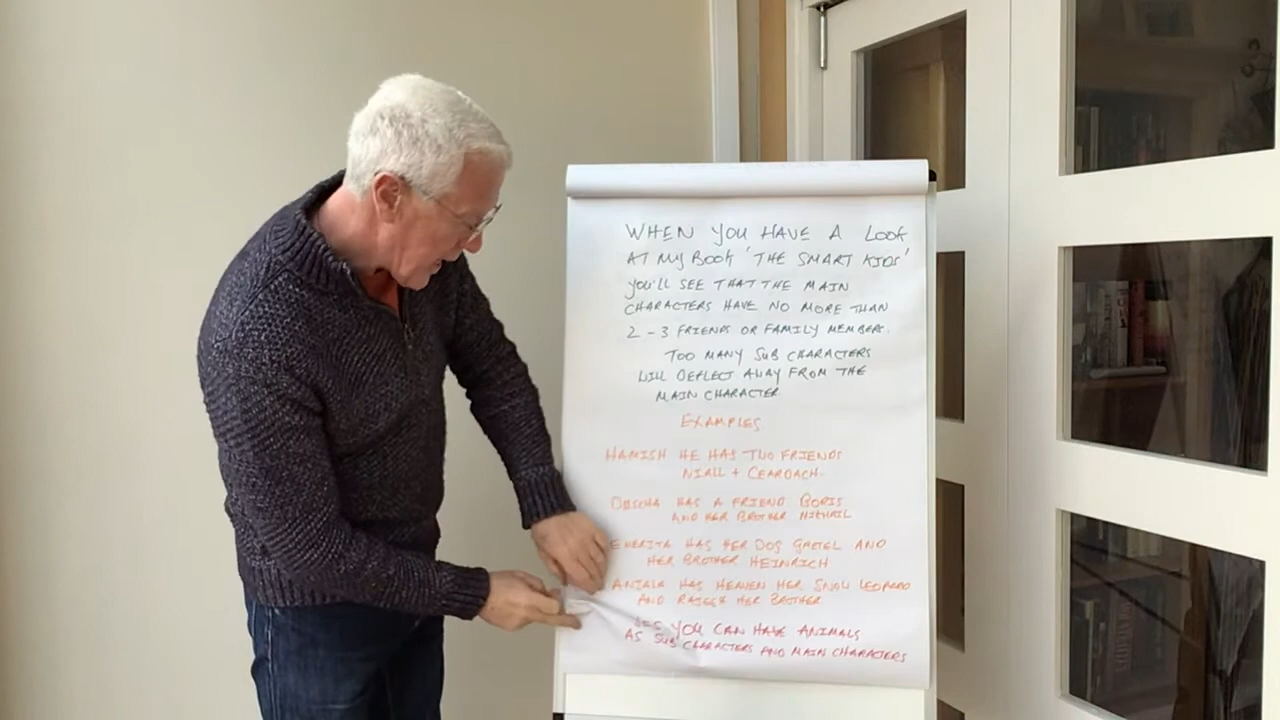 WHEN YOU HAVE A LOOK
AT MY BOOK 'THE SMART KIDS'
YOU'LL SEE THAT THE MAIN
CHARACTERS HAVE NO MORE THAN
2 - 3 FRIENDS OR FAMILY MEMBERS.
TOO MANY SUB CHARACTERS
WILL DEFLECT AWAY FROM THE
MAIN CHARACTER
EXAMPLES
HAMISH HE HAS TWO FRIENDS
NIALL + CEARDACH.
HAS A FRIEND BORIS
AND HER BROTHER MIKHAIL
EMERITA HAS HER DOG GRETEL AND
HER BROTHER HEINRICH
ANJALA HAS HEAVEN HER SNOW LEOPARD
AND RAJESH HER BROTHER
YOU CAN HAVE ANIMALS
AS SUB CHARACTERS AND MAIN CHARACTERS